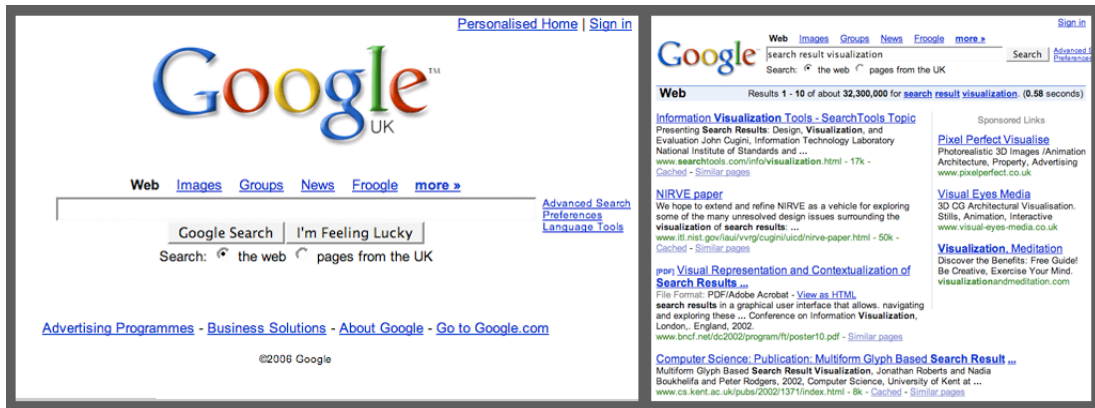 Personalised Home | Sign in
Google™
UK
Web Images Groups News Froogle more »
Advanced Search
Preferences
Language Tools
Google Search I'm Feeling Lucky
Search: the web pages from the UK
Advertising Programmes - Business Solutions - About Google - Go to Google.com
©2006 Google
Sign in
Web Images Groups News Froogle more »
Google™ search result visualization Search
Advanced S
Preferences
Search: the web pages from the UK
Web Results 1 - 10 of about 32,300,000 for search result visualization. (0.58 seconds)
Information Visualization Tools - SearchTools Topic
Presenting Search Results: Design, Visualization, and
Evaluation John Cugini, Information Technology Laboratory
National Institute of Standards and ...
www.searchtools.com/info/visualization.html - 17k -
Cached - Similar pages
NIRVE paper
We hope to extend and refine NIRVE as a vehicle for exploring
some of the many unresolved design issues surrounding the
visualization of search results: ...
www.itl.nist.gov/iaui/vvrg/cugini/uicd/nirve-paper.html - 50k -
Cached - Similar pages
[PDF] Visual Representation and Contextualization of
Search Results ...
File Format: PDF/Adobe Acrobat - View as HTML
search results in a graphical user interface that allows. navigating
and exploring these ... Conference on Information Visualization,
London,. England, 2002.
www.bncf.net/dc2002/program/ft/poster10.pdf - Similar pages
Computer Science: Publication: Multiform Glyph Based Search Result ...
Multiform Glyph Based Search Result Visualization, Jonathan Roberts and Nadia
Boukhelifa and Peter Rodgers, 2002, Computer Science, University of Kent at ...
www.cs.kent.ac.uk/pubs/2002/1371/index.html - 8k - Cached - Similar pages
Sponsored Links
Pixel Perfect Visualise
Photorealistic 3D Images /Animation
Architecture, Property, Advertising
www.pixelperfect.co.uk
Visual Eyes Media
3D CG Architectural Visualisation.
Stills, Animation, Interactive
www.visual-eyes-media.co.uk
Visualization, Meditation
Discover the Benefits: Free Guide!
Be Creative, Exercise Your Mind.
visualizationandmeditation.com